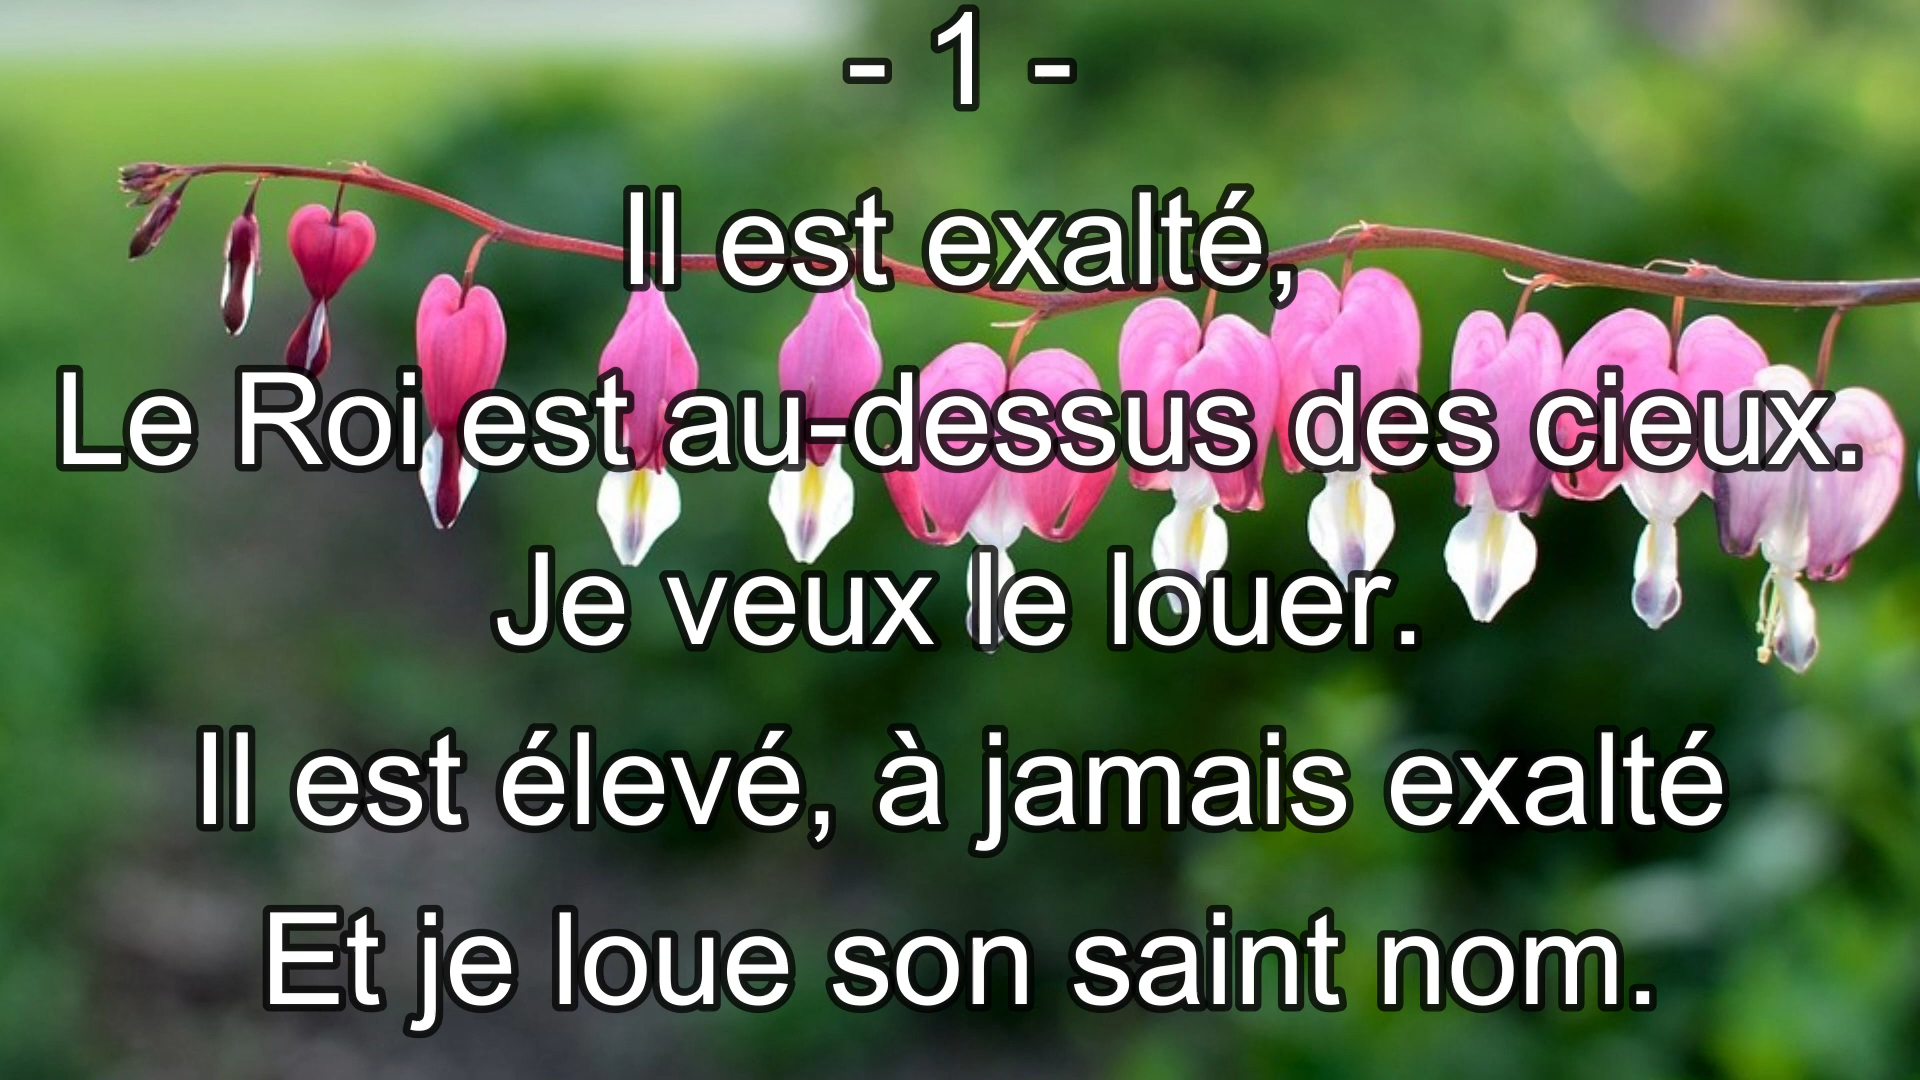 - 1 -
Il est exalté,
Le Roi est au-dessus des cieux.
Je veux le louer.
Il est élevé, à jamais exalté
Et je loue son saint nom.